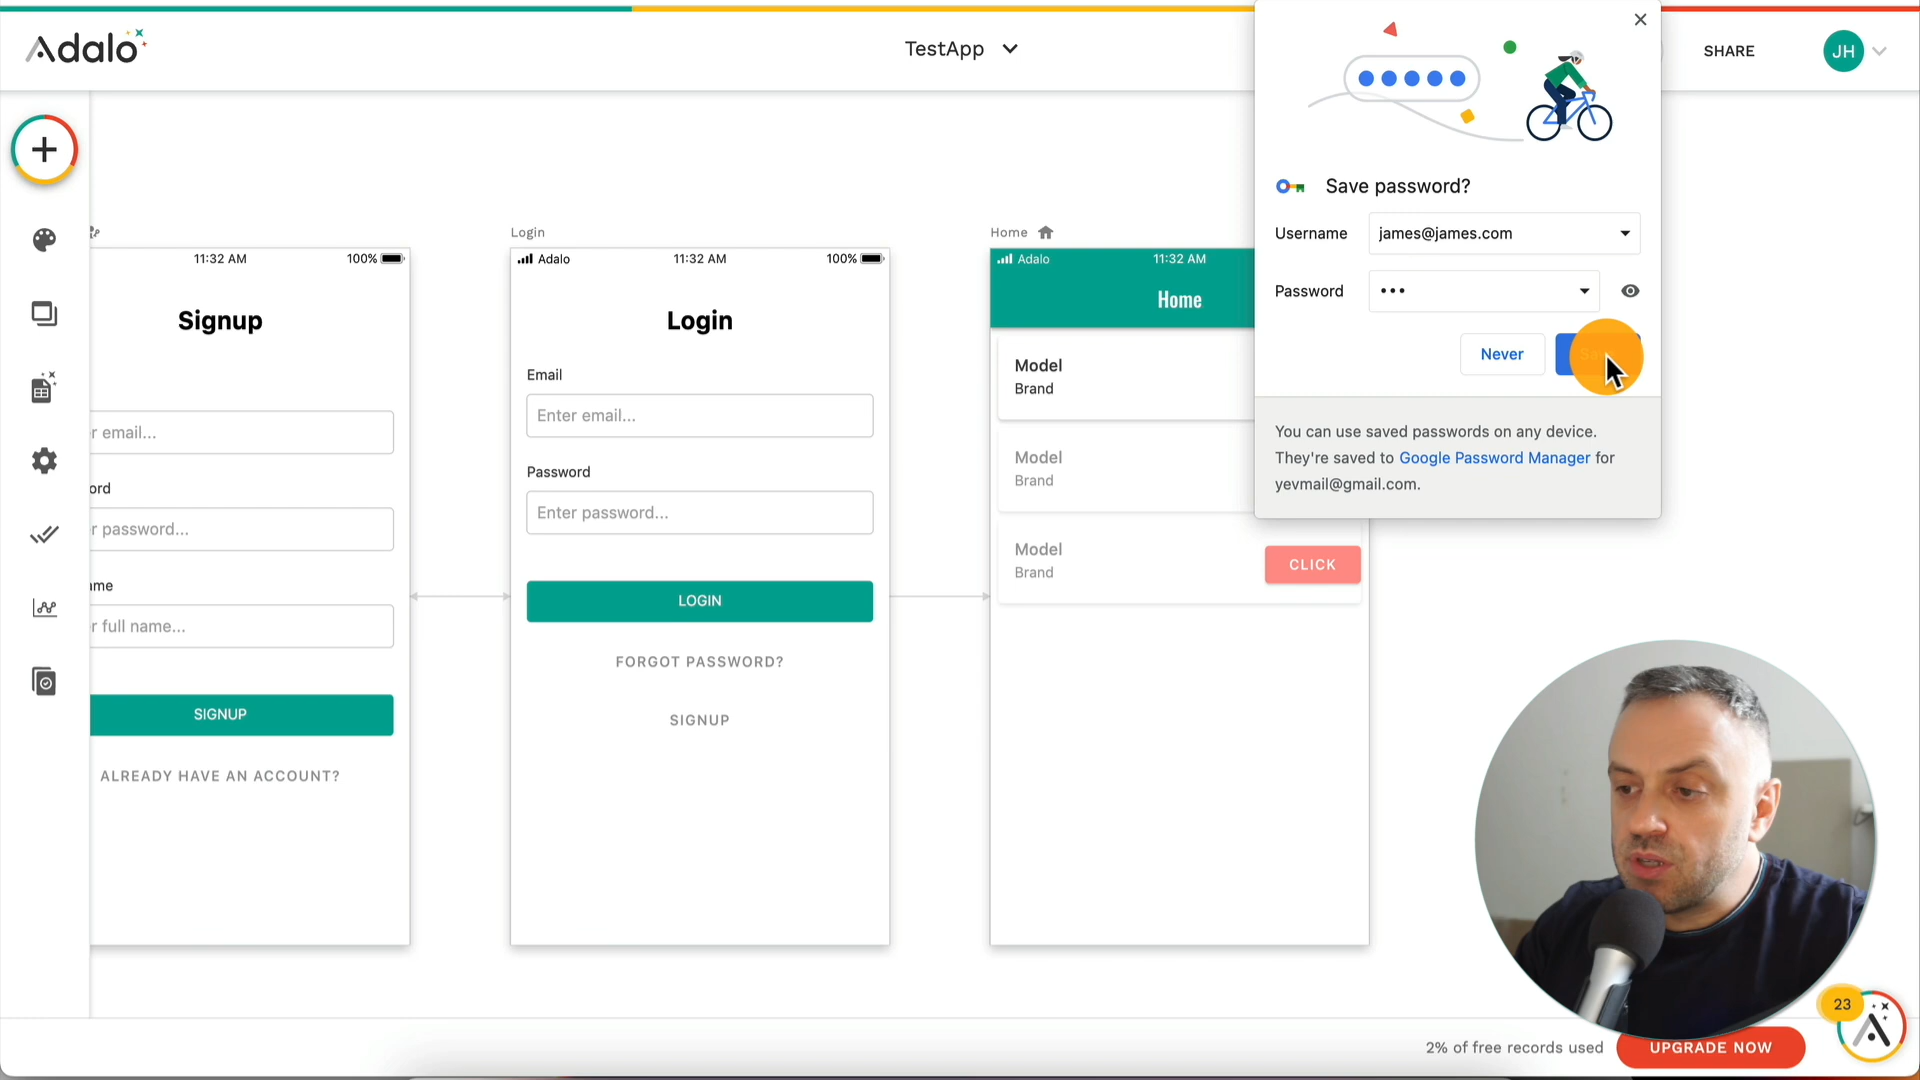 Adalo
TestApp
SHARE
JH
Save password?
Username
james@james.com
Password
•••
Never
You can use saved passwords on any device.
They're saved to Google Password Manager for
yevmail@gmail.com.
Login
Home
11:32 AM
100%
Signup
r email...
ord
r password...
ame
r full name...
SIGNUP
ALREADY HAVE AN ACCOUNT?
Adalo
11:32 AM
100%
Login
Email
Enter email...
Password
Enter password...
LOGIN
FORGOT PASSWORD?
SIGNUP
Adalo
11:32 AM
Home
Model
Brand
Model
Brand
Model
Brand
CLICK
23
2% of free records used
UPGRADE NOW